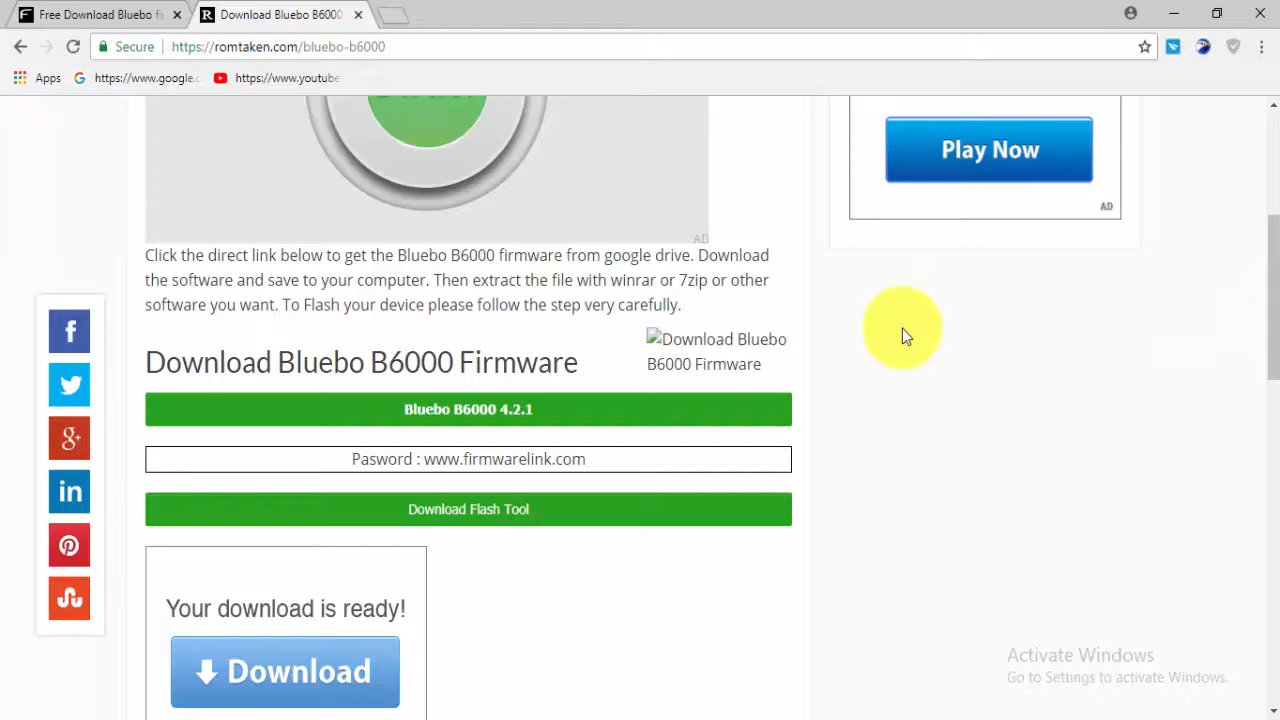 Free Download Bluebo fi
Download Bluebo B6000
Secure
https://romtaken.com/bluebo-b6000
Apps
https://www.google.c
https://www.youtube
Play Now
AD
AD
Click the direct link below to get the Bluebo B6000 firmware from google drive. Download
the software and save to your computer. Then extract the file with winrar or 7zip or other
software you want. To Flash your device please follow the step very carefully.
Download Bluebo
B6000 Firmware
Download Bluebo B6000 Firmware
Bluebo B6000 4.2.1
Pasword : www.firmwarelink.com
Download Flash Tool
Your download is ready!
Download
Activate Windows
Go to Settings to activate Windows.